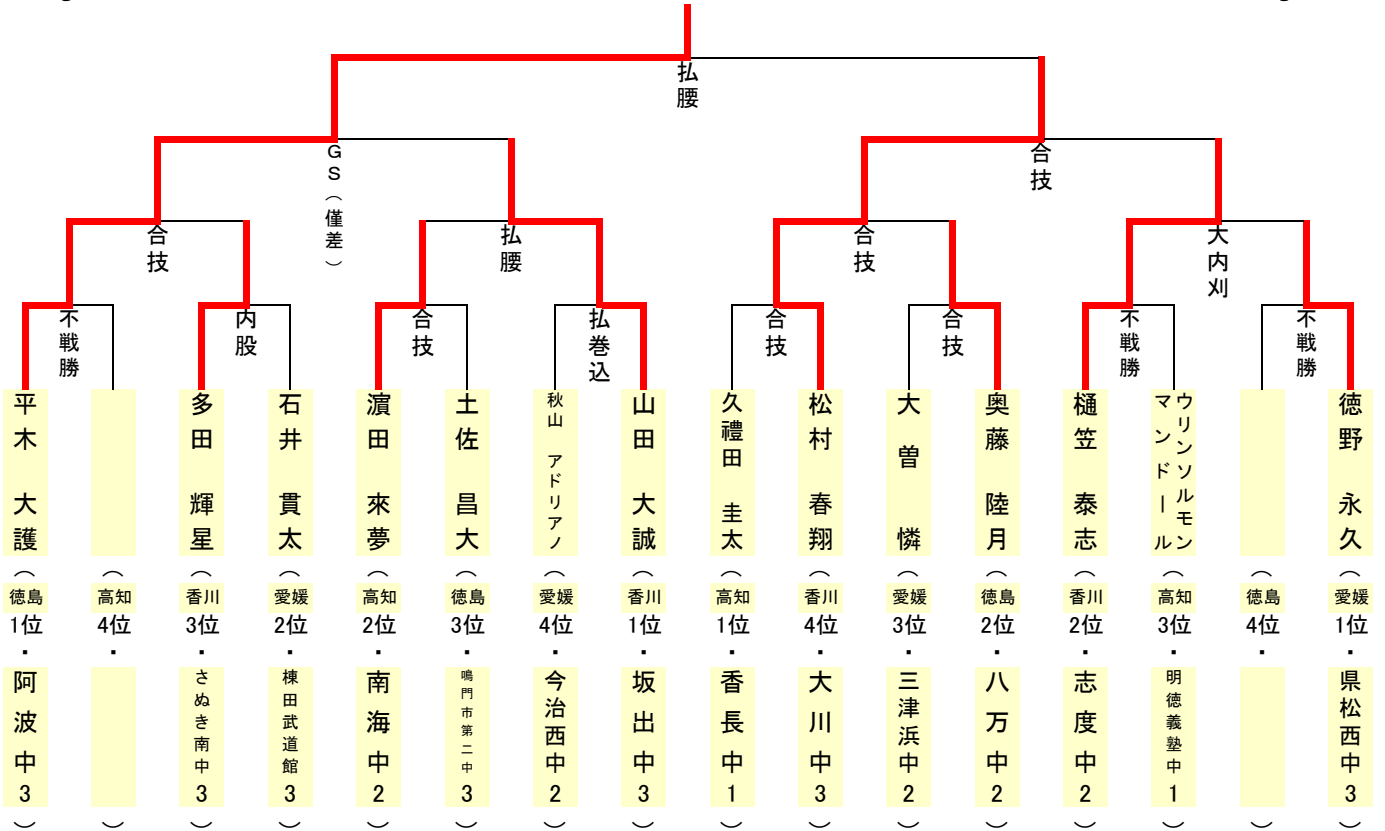 払腰
GS（僅差）
合技
合技
払腰
合技
大内刈
不戦勝
内股
合技
払巻込
合技
合技
不戦勝
不戦勝
平木 大護（徳島1位・阿波中3）
（高知4位・）
多田 輝星（香川3位・さぬき南中3）
石井 貫太（愛媛2位・棟田武道館3）
濵田 來夢（高知2位・南海中2）
土佐 昌大（徳島3位・鳴門市第二中3）
秋山 アドリアノ（愛媛4位・今治西中2）
山田 大誠（香川1位・坂出中3）
久禮田 圭太（高知1位・香長中1）
松村 春翔（香川4位・大川中3）
大曽 憐（愛媛3位・三津浜中2）
奥藤 陸月（徳島2位・八万中2）
樋笠 泰志（香川2位・志度中2）
ウリンソルモン
マンドール（高知3位・明徳義塾中1）
（徳島4位・）
徳野 永久（愛媛1位・県松西中3）